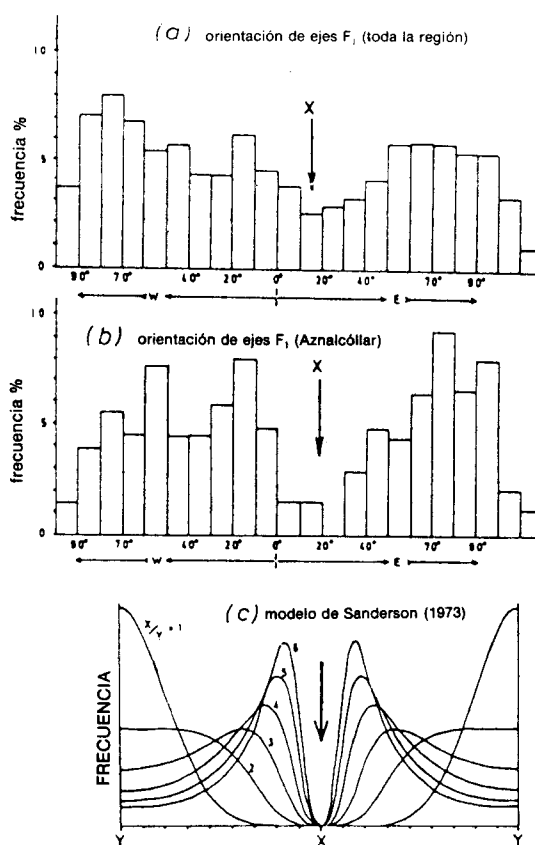 (a) orientación de ejes F₁ (toda la región)
10
X
frecuencia %
5
0
90° 70° 40° 20° 0° 20° 40° 70° 90°
W E
10
(b) orientación de ejes F₁ (Aznalcóllar)
X
frecuencia %
5
0
90° 70° 40° 20° 0° 20° 40° 70° 90°
W E
(c) modelo de Sanderson (1973)
X/Y = 1
6
5
4
3
2
FRECUENCIA
Y X Y